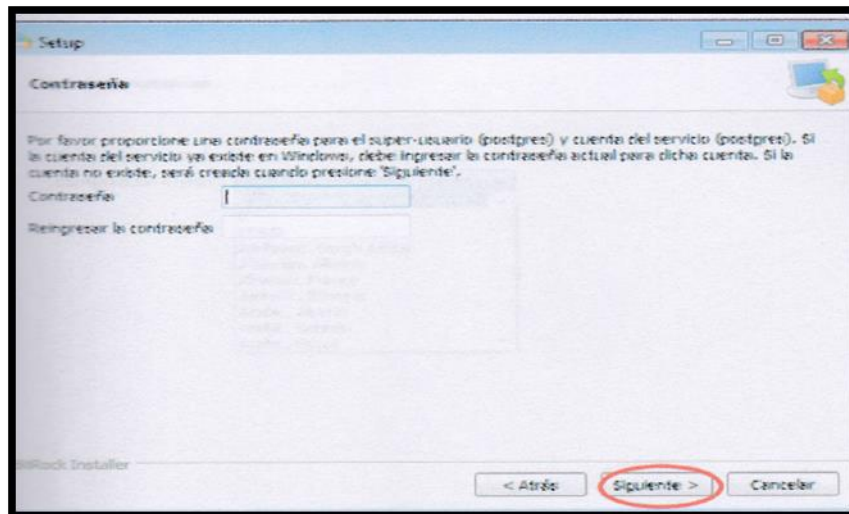 Setup
Contraseña
Por favor proporcione una contraseña para el super-usuario (postgres) y cuenta del servicio (postgres). Si
la cuenta del servicio ya existe en Windows, debe ingresar la contraseña actual para dicha cuenta. Si la
cuenta no existe, será creada cuando presione 'Siguiente'.
Contraseña
Reingresar la contraseña
BitRock Installer
< Atrás
Siguiente >
Cancelar